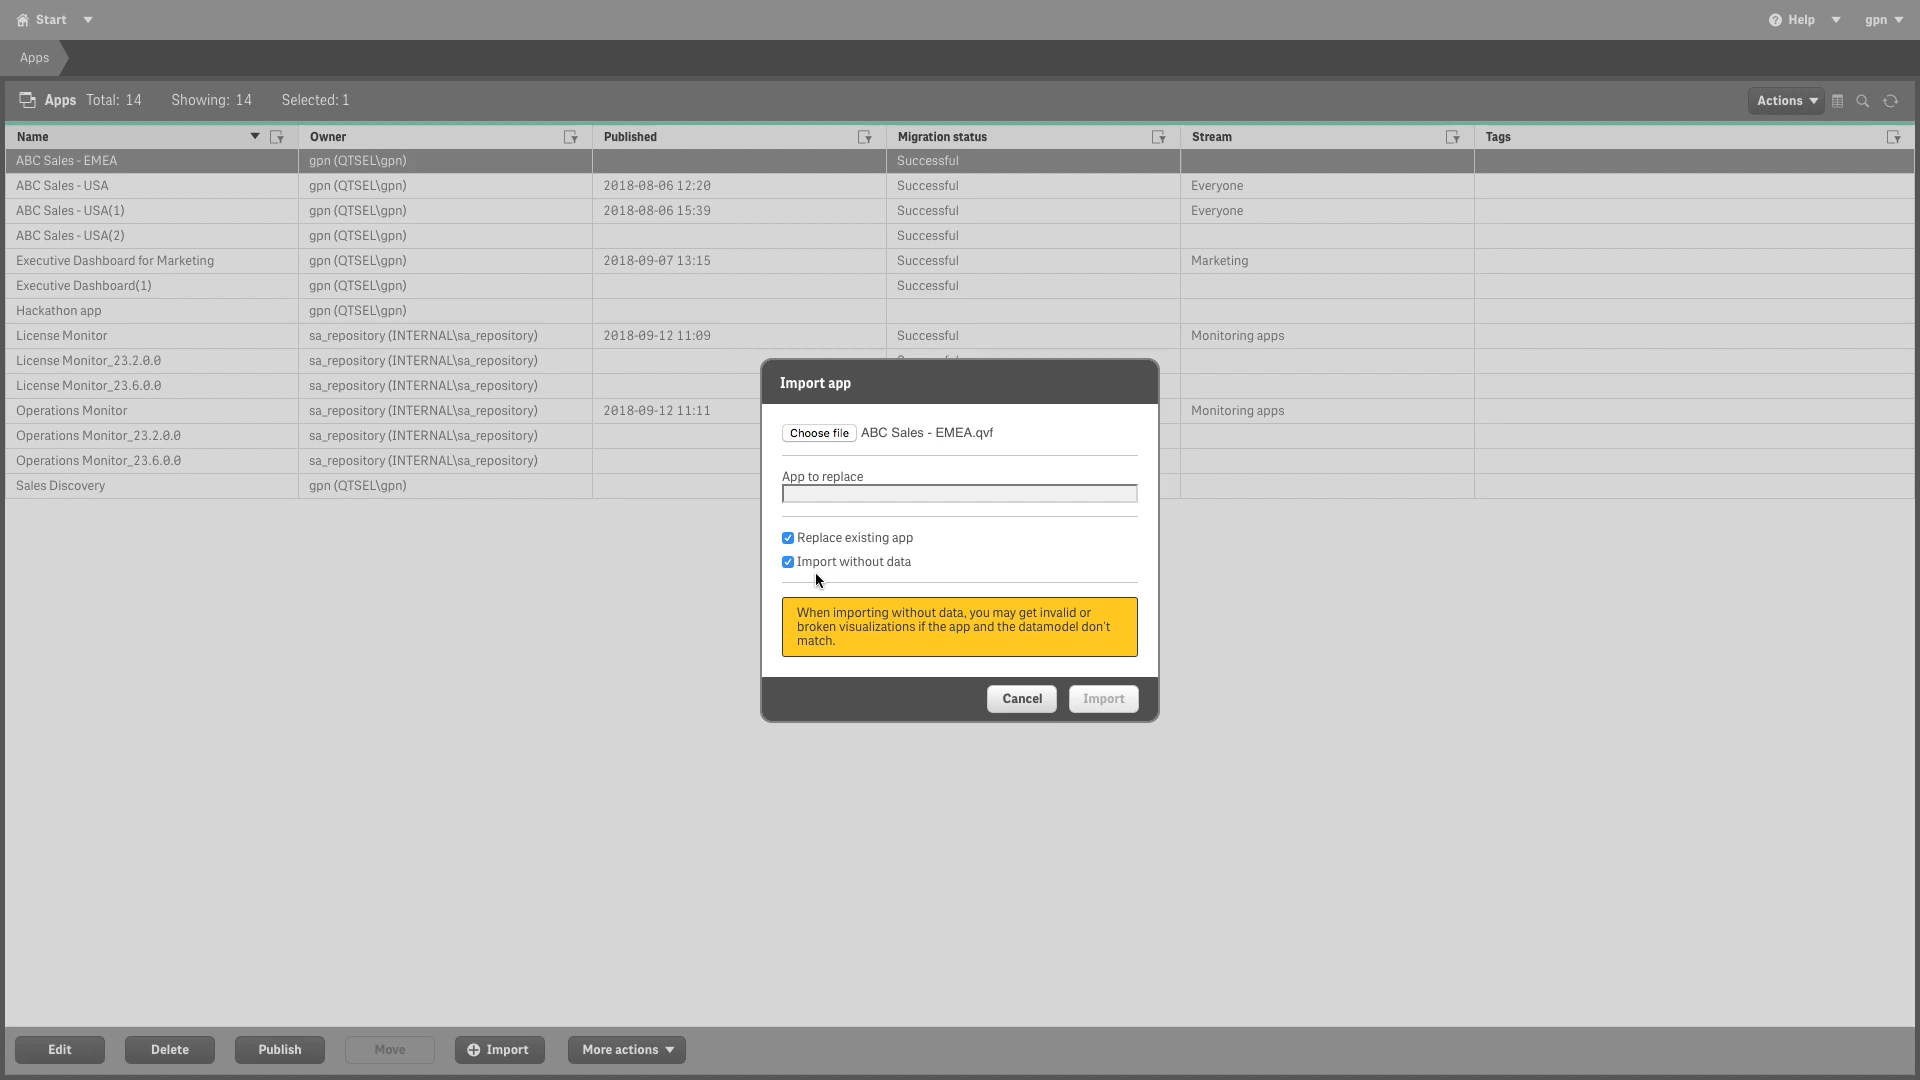 Start
Help
gpn
Apps
Apps Total: 14 Showing: 14 Selected: 1
Actions
Name Owner Published Migration status Stream Tags
ABC Sales - EMEA gpn (QTSEL\gpn) Successful
ABC Sales - USA gpn (QTSEL\gpn) 2018-08-06 12:20 Successful Everyone
ABC Sales - USA(1) gpn (QTSEL\gpn) 2018-08-06 15:39 Successful Everyone
ABC Sales - USA(2) gpn (QTSEL\gpn) Successful
Executive Dashboard for Marketing gpn (QTSEL\gpn) 2018-09-07 13:15 Successful Marketing
Executive Dashboard(1) gpn (QTSEL\gpn) Successful
Hackathon app gpn (QTSEL\gpn)
License Monitor sa_repository (INTERNAL\sa_repository) 2018-09-12 11:09 Successful Monitoring apps
License Monitor_23.2.0.0 sa_repository (INTERNAL\sa_repository)
License Monitor_23.6.0.0 sa_repository (INTERNAL\sa_repository)
Operations Monitor sa_repository (INTERNAL\sa_repository) 2018-09-12 11:11 Monitoring apps
Operations Monitor_23.2.0.0 sa_repository (INTERNAL\sa_repository)
Operations Monitor_23.6.0.0 sa_repository (INTERNAL\sa_repository)
Sales Discovery gpn (QTSEL\gpn)
Import app
Choose file ABC Sales - EMEA.qvf
App to replace
Replace existing app
Import without data
When importing without data, you may get invalid or
broken visualizations if the app and the datamodel don't
match.
Cancel Import
Edit Delete Publish Move Import More actions